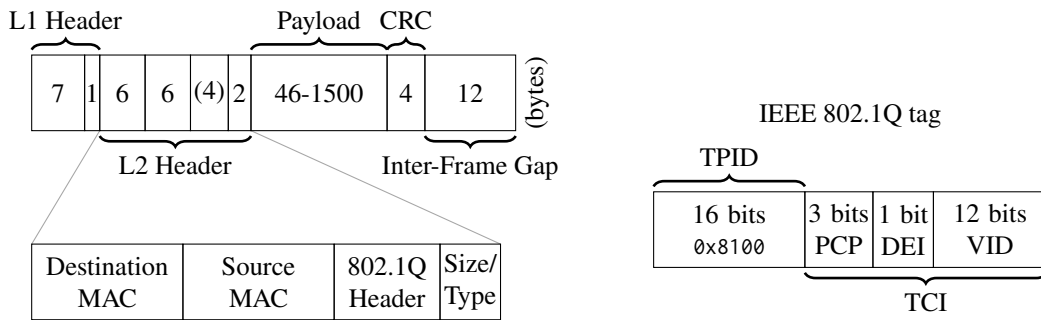 L1 Header Payload CRC
7 1 6 6 (4) 2 46-1500 4 12 (bytes)
L2 Header Inter-Frame Gap
Destination MAC
Source MAC
802.1Q Header
Size/ Type
IEEE 802.1Q tag
TPID
16 bits 3 bits 1 bit 12 bits
0x8100 PCP DEI VID
TCI